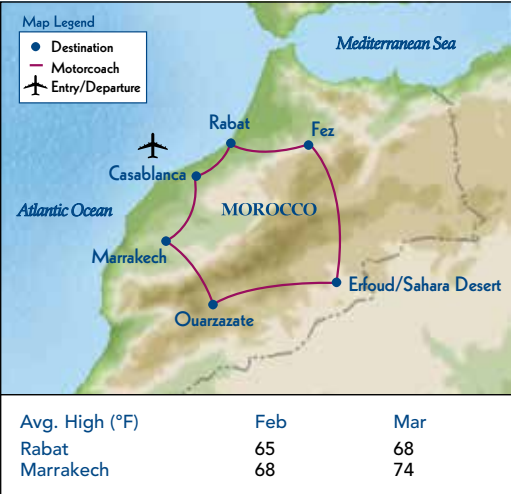 Map Legend
Destination
Motorcoach
Entry/Departure
Mediterranean Sea
Rabat
Fez
Casablanca
Atlantic Ocean
MOROCCO
Marrakech
Erfoud/Sahara Desert
Ouarzazate
Avg. High (°F) Feb Mar
Rabat 65 68
Marrakech 68 74